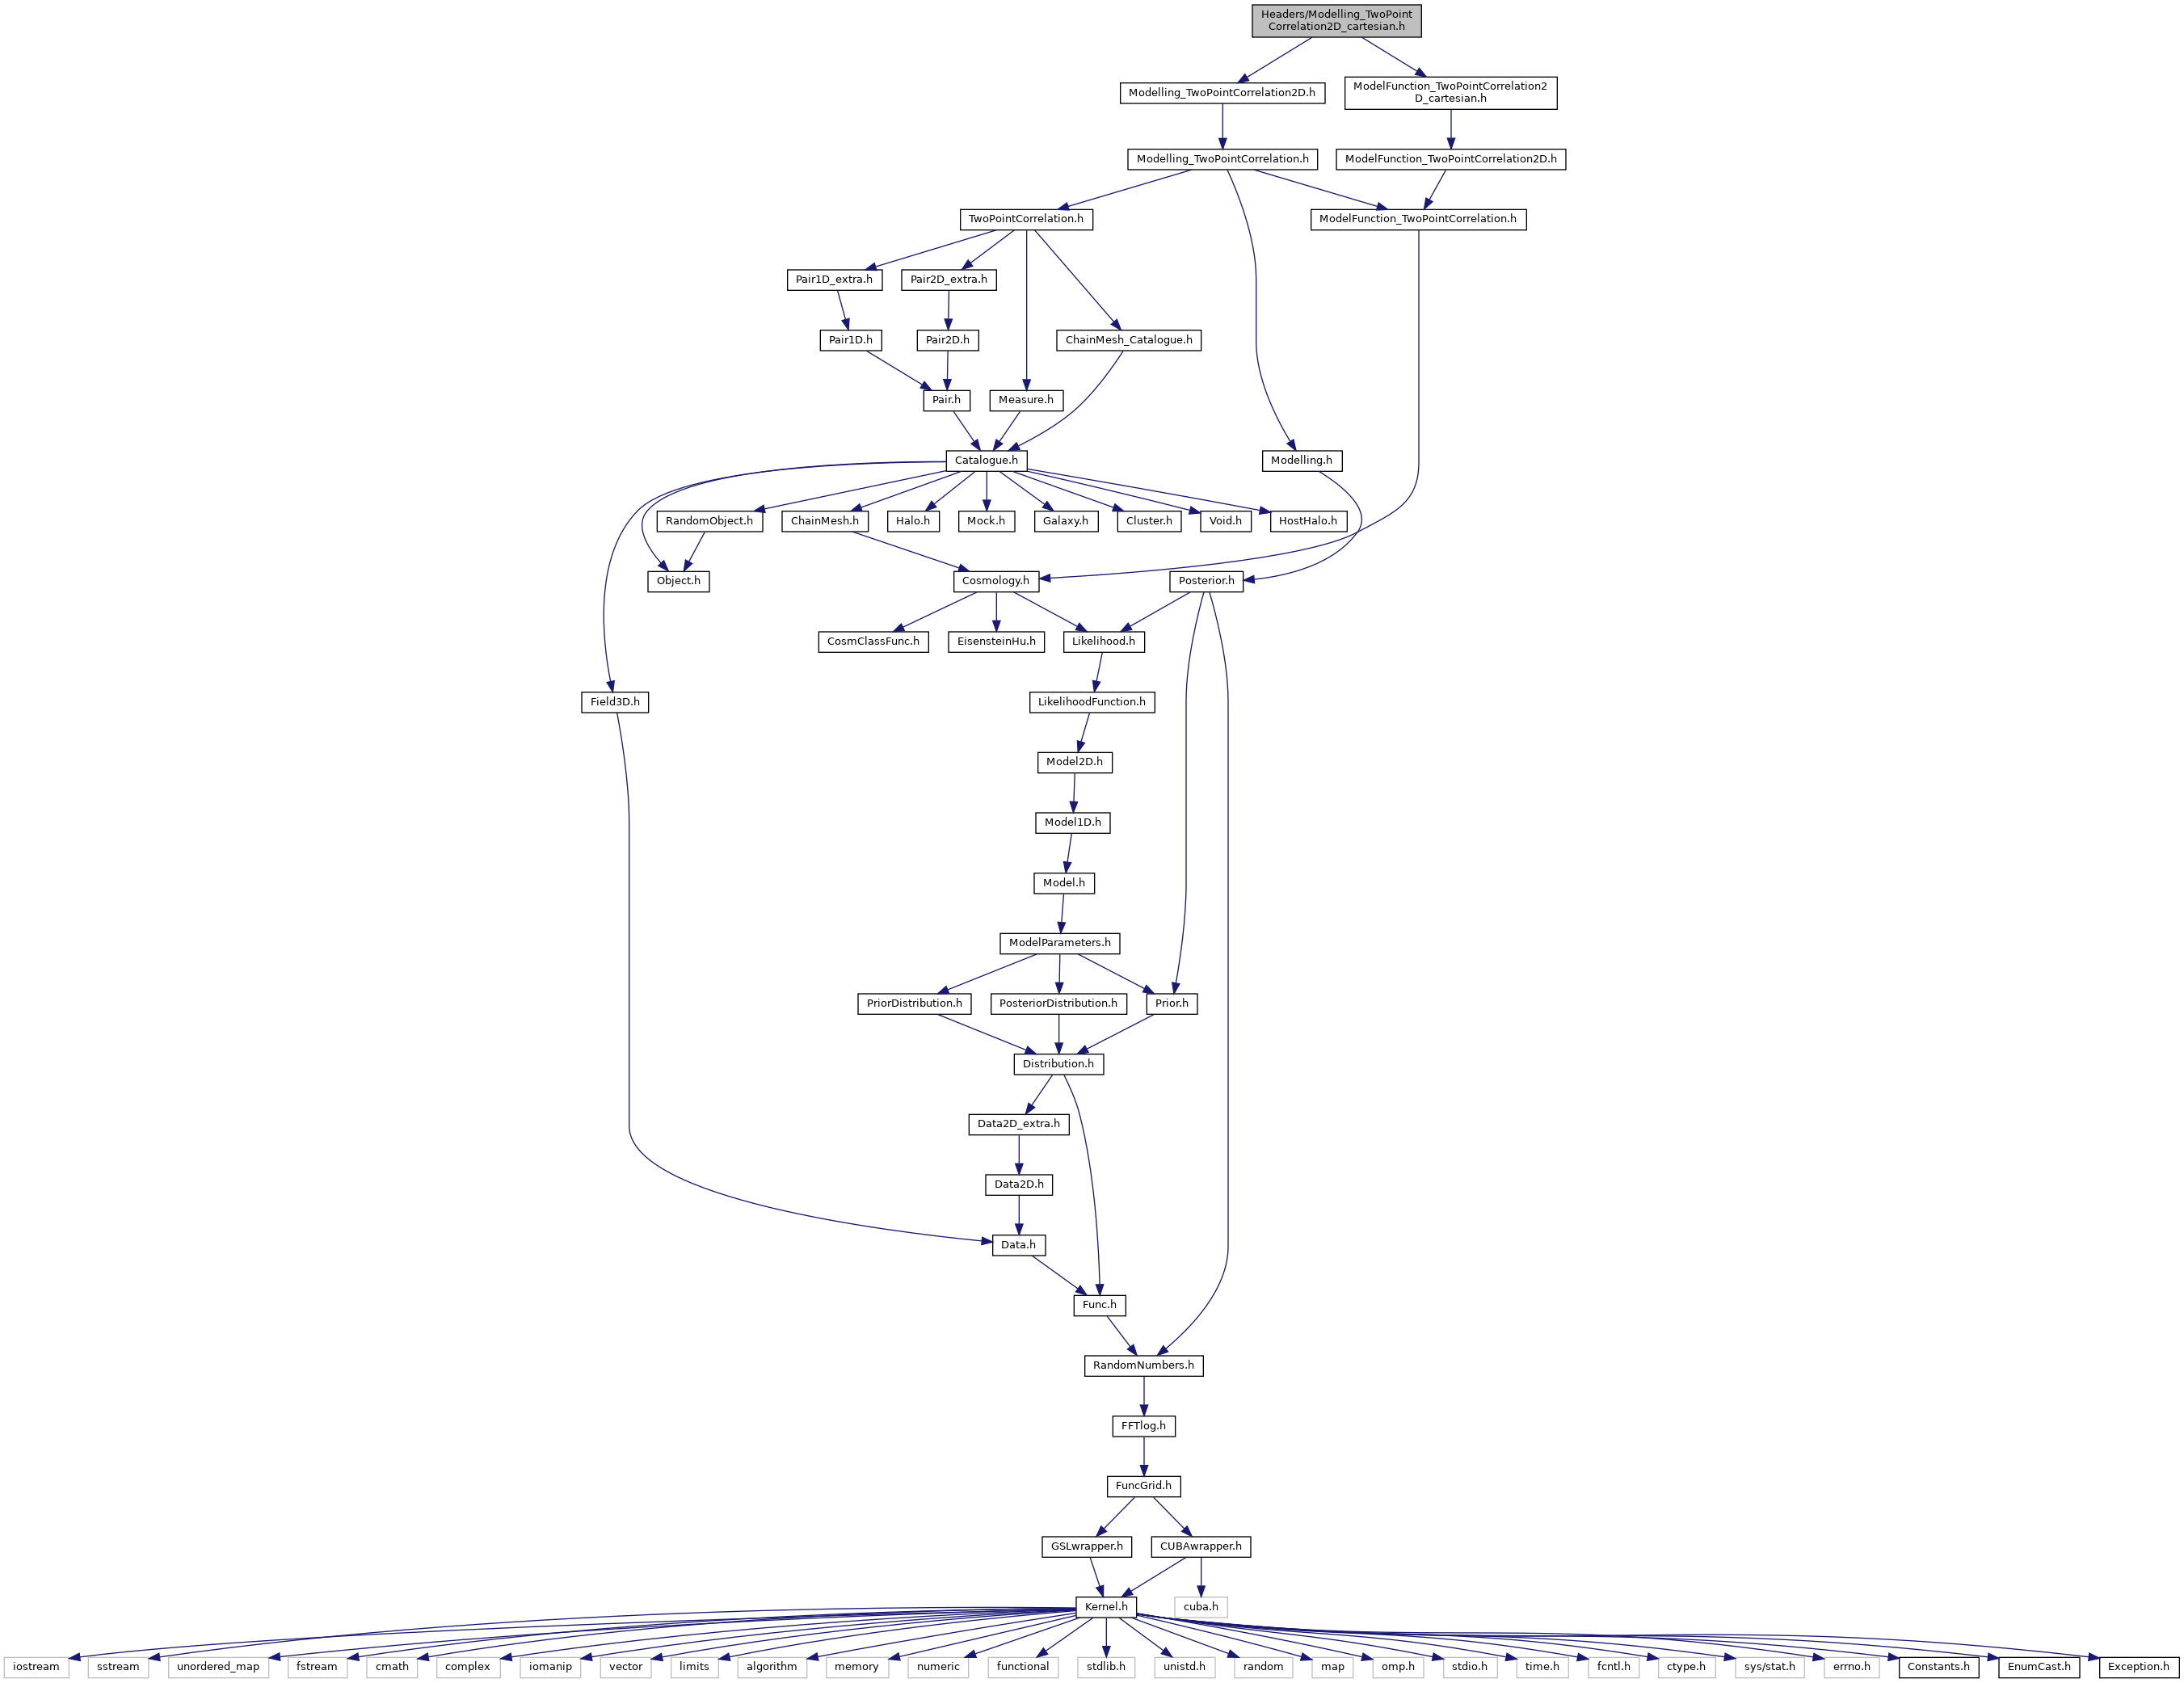 Headers/Modelling_TwoPoint
Correlation2D_cartesian.h
Modelling_TwoPointCorrelation2D.h
ModelFunction_TwoPointCorrelation2
D_cartesian.h
Modelling_TwoPointCorrelation.h
ModelFunction_TwoPointCorrelation2D.h
TwoPointCorrelation.h
ModelFunction_TwoPointCorrelation.h
Pair1D_extra.h
Pair2D_extra.h
Pair1D.h
Pair2D.h
ChainMesh_Catalogue.h
Pair.h
Measure.h
Catalogue.h
Modelling.h
RandomObject.h
ChainMesh.h
Halo.h
Mock.h
Galaxy.h
Cluster.h
Void.h
HostHalo.h
Object.h
Cosmology.h
Posterior.h
CosmClassFunc.h
EisensteinHu.h
Likelihood.h
Field3D.h
LikelihoodFunction.h
Model2D.h
Model1D.h
Model.h
ModelParameters.h
PriorDistribution.h
PosteriorDistribution.h
Prior.h
Distribution.h
Data2D_extra.h
Data2D.h
Data.h
Func.h
RandomNumbers.h
FFTlog.h
FuncGrid.h
GSLwrapper.h
CUBAwrapper.h
Kernel.h
cuba.h
iostream
sstream
unordered_map
fstream
cmath
complex
iomanip
vector
limits
algorithm
memory
numeric
functional
stdlib.h
unistd.h
random
map
omp.h
stdio.h
time.h
fcntl.h
ctype.h
sys/stat.h
errno.h
Constants.h
EnumCast.h
Exception.h